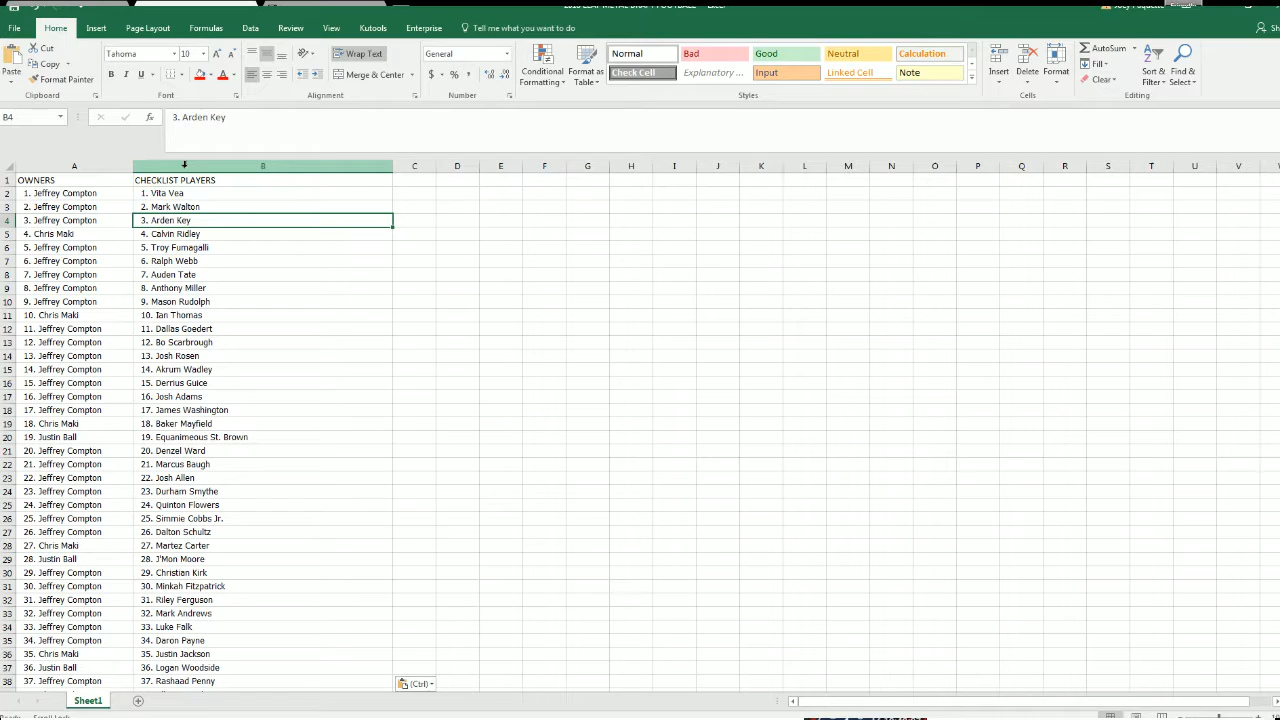 File Home Insert Page Layout Formulas Data Review View Kutools Enterprise Tell me what you want to do
Cut Tahoma 10 Wrap Text General Normal Bad Good Neutral Calculation AutoSum
Copy Fill
Paste Format Painter B I U A Merge & Center $ % Conditional Formatting Format as Table Check Cell Explanatory ... Input Linked Cell Note Insert Delete Format Clear Sort & Filter Find & Select
Clipboard Font Alignment Number Styles Cells Editing
B4 fx 3. Arden Key
A B C D E F G H I J K L M N O P Q R S T U V
1 OWNERS CHECKLIST PLAYERS
2 1. Jeffrey Compton 1. Vita Vea
3 2. Jeffrey Compton 2. Mark Walton
4 3. Jeffrey Compton 3. Arden Key
5 4. Chris Maki 4. Calvin Ridley
6 5. Jeffrey Compton 5. Troy Fumagalli
7 6. Jeffrey Compton 6. Ralph Webb
8 7. Jeffrey Compton 7. Auden Tate
9 8. Jeffrey Compton 8. Anthony Miller
10 9. Jeffrey Compton 9. Mason Rudolph
11 10. Chris Maki 10. Ian Thomas
12 11. Jeffrey Compton 11. Dallas Goedert
13 12. Jeffrey Compton 12. Bo Scarbrough
14 13. Jeffrey Compton 13. Josh Rosen
15 14. Jeffrey Compton 14. Akrum Wadley
16 15. Jeffrey Compton 15. Derrius Guice
17 16. Jeffrey Compton 16. Josh Adams
18 17. Jeffrey Compton 17. James Washington
19 18. Chris Maki 18. Baker Mayfield
20 19. Justin Ball 19. Equanimeous St. Brown
21 20. Jeffrey Compton 20. Denzel Ward
22 21. Jeffrey Compton 21. Marcus Baugh
23 22. Jeffrey Compton 22. Josh Allen
24 23. Jeffrey Compton 23. Durham Smythe
25 24. Jeffrey Compton 24. Quinton Flowers
26 25. Jeffrey Compton 25. Simmie Cobbs Jr.
27 26. Jeffrey Compton 26. Dalton Schultz
28 27. Chris Maki 27. Martez Carter
29 28. Justin Ball 28. J'Mon Moore
30 29. Jeffrey Compton 29. Christian Kirk
31 30. Jeffrey Compton 30. Minkah Fitzpatrick
32 31. Jeffrey Compton 31. Riley Ferguson
33 32. Jeffrey Compton 32. Mark Andrews
34 33. Jeffrey Compton 33. Luke Falk
35 34. Jeffrey Compton 34. Daron Payne
36 35. Chris Maki 35. Justin Jackson
37 36. Justin Ball 36. Logan Woodside
38 37. Jeffrey Compton 37. Rashaad Penny
(Ctrl)
Sheet1